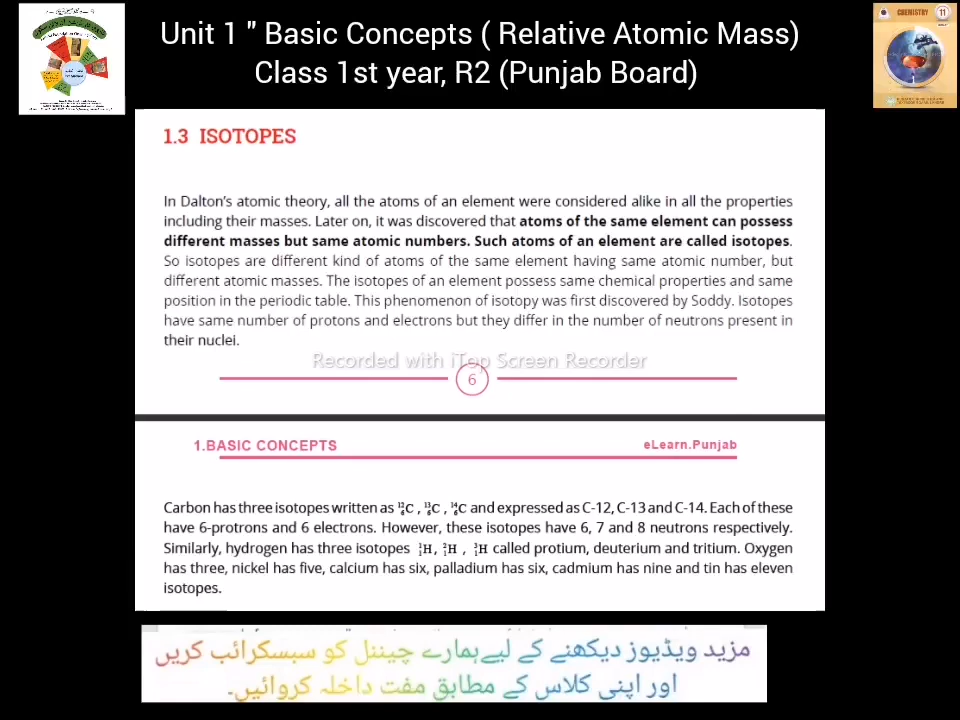 Unit 1 " Basic Concepts ( Relative Atomic Mass)
Class 1st year, R2 (Punjab Board)
CHEMISTRY 11
1.3 ISOTOPES
In Dalton's atomic theory, all the atoms of an element were considered alike in all the properties
including their masses. Later on, it was discovered that atoms of the same element can possess
different masses but same atomic numbers. Such atoms of an element are called isotopes.
So isotopes are different kind of atoms of the same element having same atomic number, but
different atomic masses. The isotopes of an element possess same chemical properties and same
position in the periodic table. This phenomenon of isotopy was first discovered by Soddy. Isotopes
have same number of protons and electrons but they differ in the number of neutrons present in
their nuclei.
Recorded with iTop Screen Recorder
6
1.BASIC CONCEPTS eLearn.Punjab
Carbon has three isotopes written as ¹²₆C , ¹³₆C , ¹⁴₆C and expressed as C-12, C-13 and C-14. Each of these
have 6-protrons and 6 electrons. However, these isotopes have 6, 7 and 8 neutrons respectively.
Similarly, hydrogen has three isotopes ¹₁H, ²₁H , ³₁H called protium, deuterium and tritium. Oxygen
has three, nickel has five, calcium has six, palladium has six, cadmium has nine and tin has eleven
isotopes.
مزید ویڈیوز دیکھنے کے لیے ہمارے چیننل کو سبسکرائب کریں
اور اپنی کلاس کے مطابق مفت داخلہ کروائیں۔